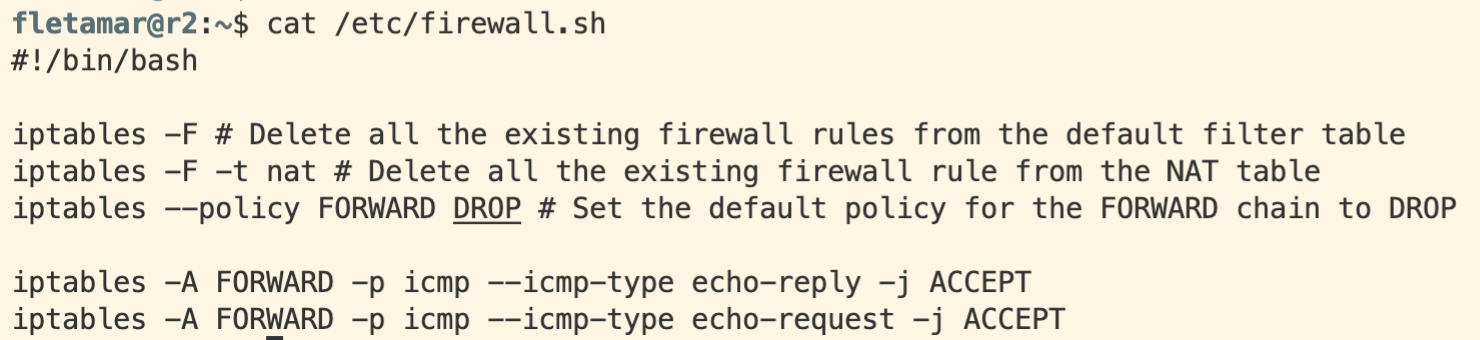 fletamar@r2:~$ cat /etc/firewall.sh
#!/bin/bash
iptables -F # Delete all the existing firewall rules from the default filter table
iptables -F -t nat # Delete all the existing firewall rule from the NAT table
iptables --policy FORWARD DROP # Set the default policy for the FORWARD chain to DROP
iptables -A FORWARD -p icmp --icmp-type echo-reply -j ACCEPT
iptables -A FORWARD -p icmp --icmp-type echo-request -j ACCEPT